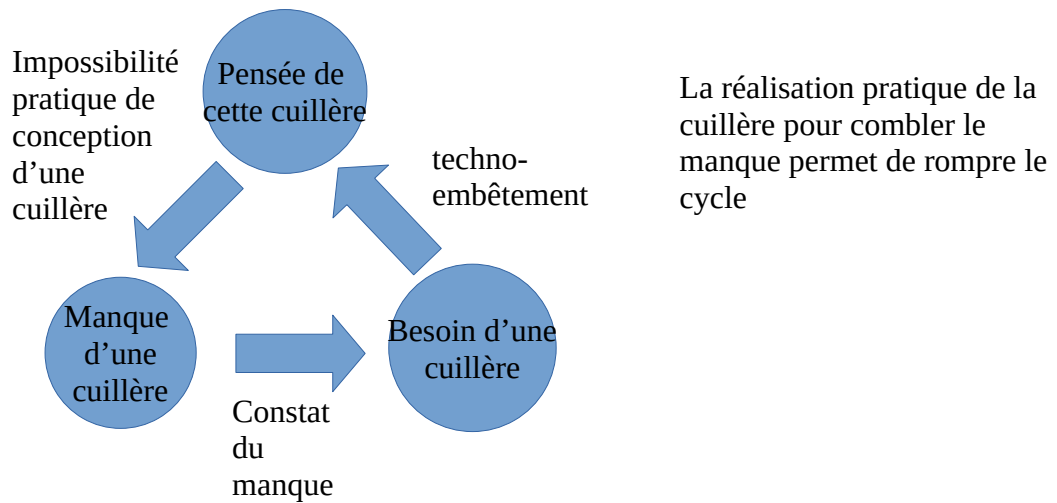 Impossibilité
pratique de
conception
d'une
cuillère
Pensée de
cette cuillère
techno-
embêtement
Manque
d'une
cuillère
Besoin d'une
cuillère
Constat
du
manque
La réalisation pratique de la
cuillère pour combler le
manque permet de rompre le
cycle